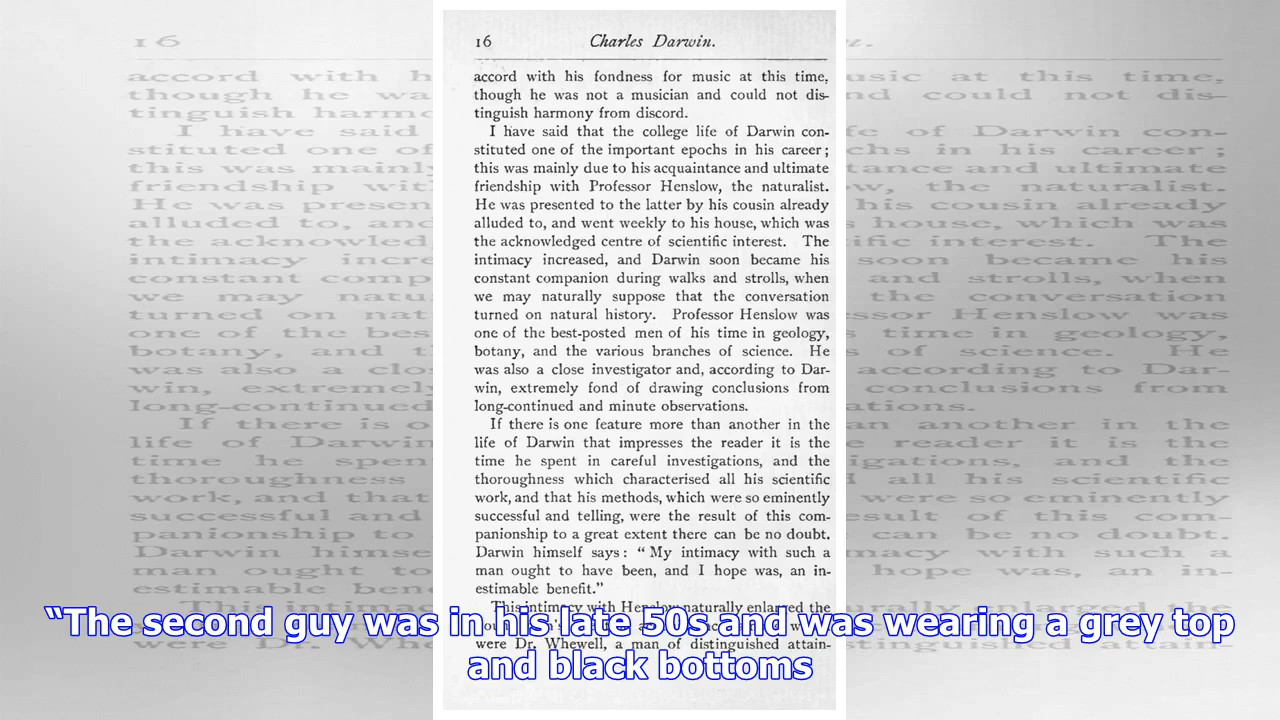 16 Charles Darwin.
accord with his fondness for music at this time,
though he was not a musician and could not dis-
tinguish harmony from discord.
I have said that the college life of Darwin con-
stituted one of the important epochs in his career;
this was mainly due to his acquaintance and ultimate
friendship with Professor Henslow, the naturalist.
He was presented to the latter by his cousin already
alluded to, and went weekly to his house, which was
the acknowledged centre of scientific interest. The
intimacy increased, and Darwin soon became his
constant companion during walks and strolls, when
we may naturally suppose that the conversation
turned on natural history. Professor Henslow was
one of the best-posted men of his time in geology,
botany, and the various branches of science. He
was also a close investigator and, according to Dar-
win, extremely fond of drawing conclusions from
long-continued and minute observations.
If there is one feature more than another in the
life of Darwin that impresses the reader it is the
time he spent in careful investigations, and the
thoroughness which characterised all his scientific
work, and that his methods, which were so eminently
successful and telling, were the result of this com-
panionship to a great extent there can be no doubt.
Darwin himself says: “My intimacy with such a
man ought to have been, and I hope was, an in-
estimable benefit.”
This intimacy with Henslow naturally enlarged the
were Dr. Whewell, a man of distinguished attain-
“The second guy was in his late 50s and was wearing a grey top
and black bottoms